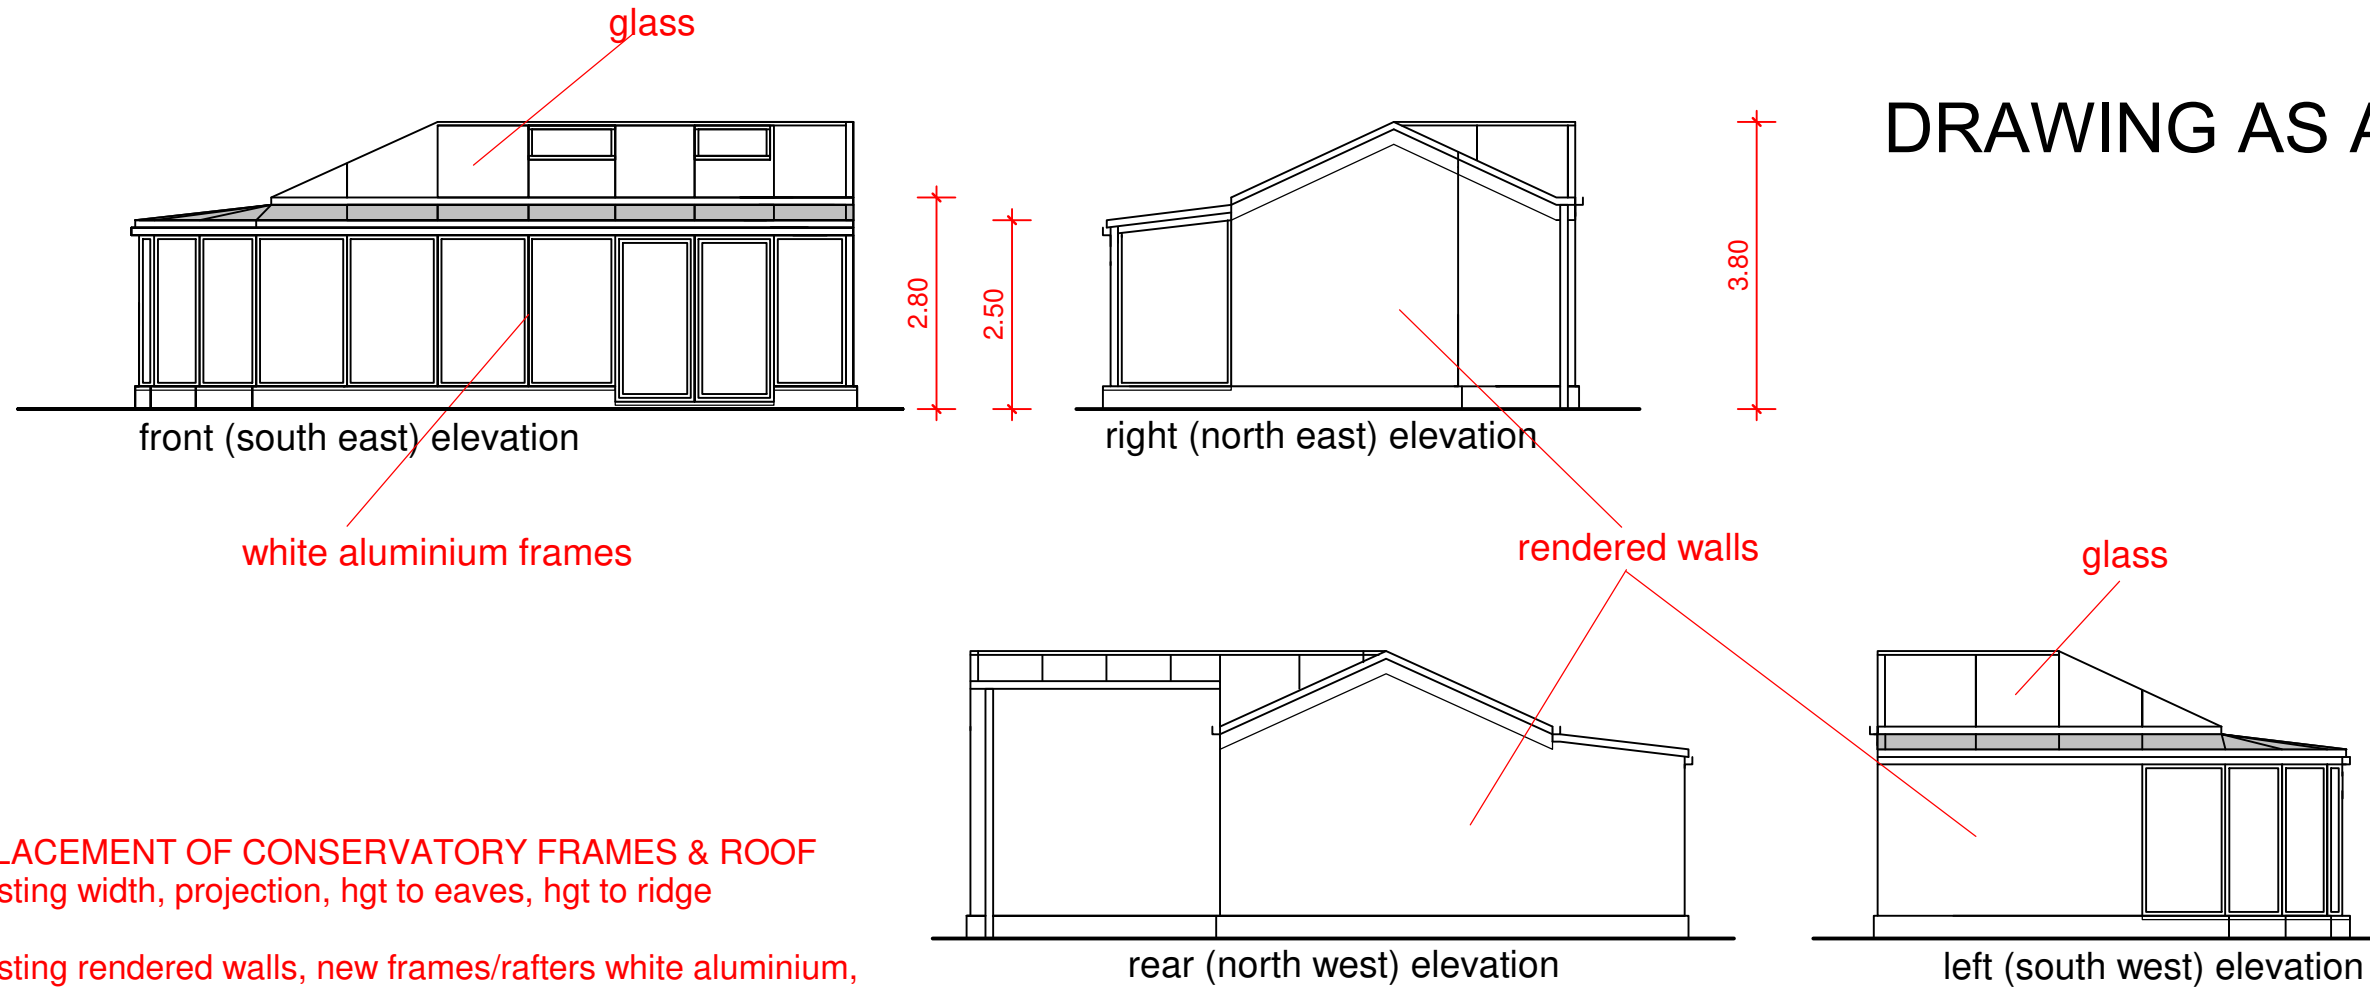 glass
DRAWING AS A
2.80
2.50
3.80
front (south east) elevation
right (north east) elevation
white aluminium frames
rendered walls
glass
LACEMENT OF CONSERVATORY FRAMES & ROOF
sting width, projection, hgt to eaves, hgt to ridge
sting rendered walls, new frames/rafters white aluminium,
rear (north west) elevation
left (south west) elevation